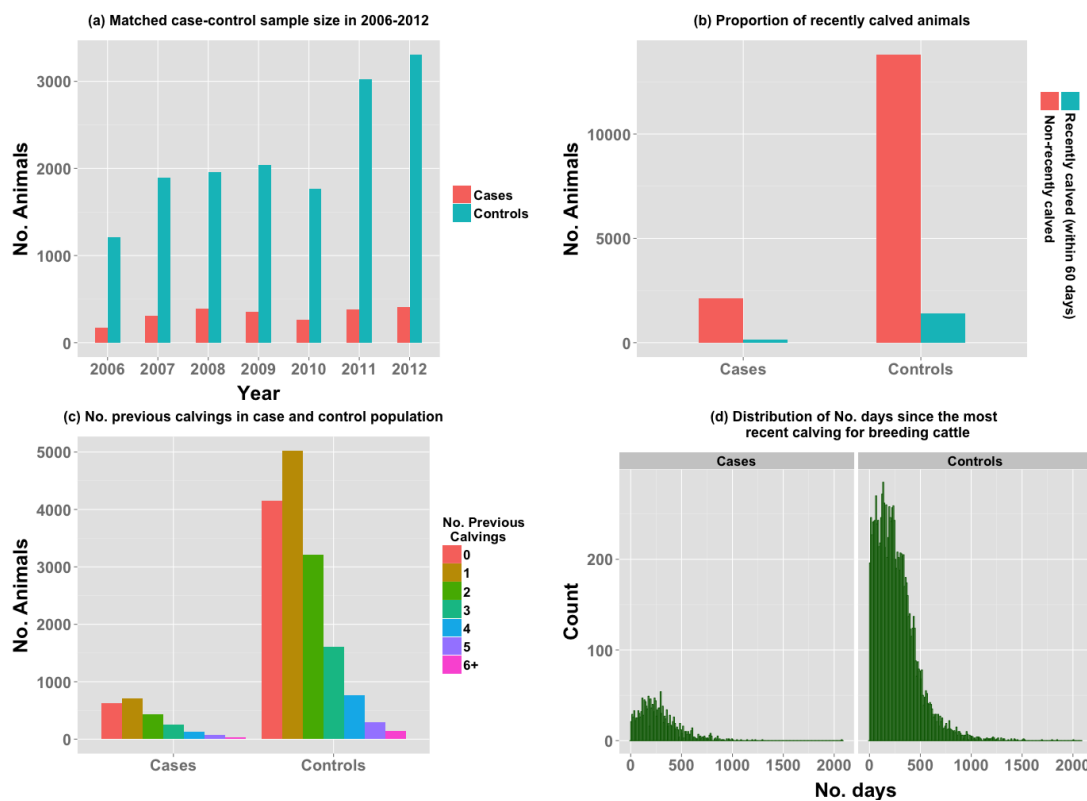 (a) Matched case-control sample size in 2006-2012
No. Animals
3000
2000
1000
0
2006 2007 2008 2009 2010 2011 2012
Year
Cases
Controls
(b) Proportion of recently calved animals
No. Animals
10000
5000
0
Cases Controls
Recently calved (within 60 days)
Non-recently calved
(c) No. previous calvings in case and control population
No. Animals
5000
4000
3000
2000
1000
0
Cases Controls
No. Previous
Calvings
0
1
2
3
4
5
6+
(d) Distribution of No. days since the most
recent calving for breeding cattle
Cases Controls
Count
200
100
0
0 500 1000 1500 2000 0 500 1000 1500 2000
No. days